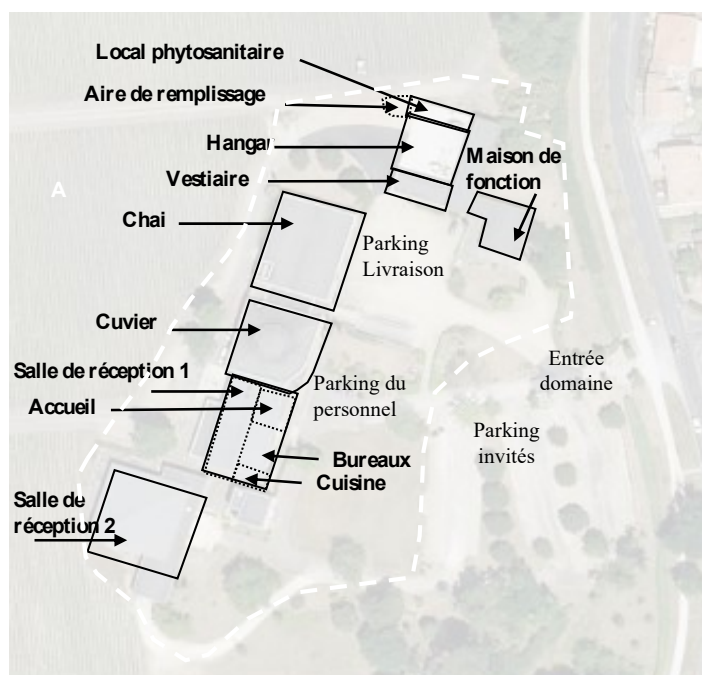 Local phytosanitaire
Aire de remplissage
Hangar
Maison de
fonction
Vestiaire
A
Chai
Parking
Livraison
Cuvier
Entrée
domaine
Salle de réception 1
Parking du
personnel
Accueil
Parking
invités
Bureaux
Cuisine
Salle de
réception 2